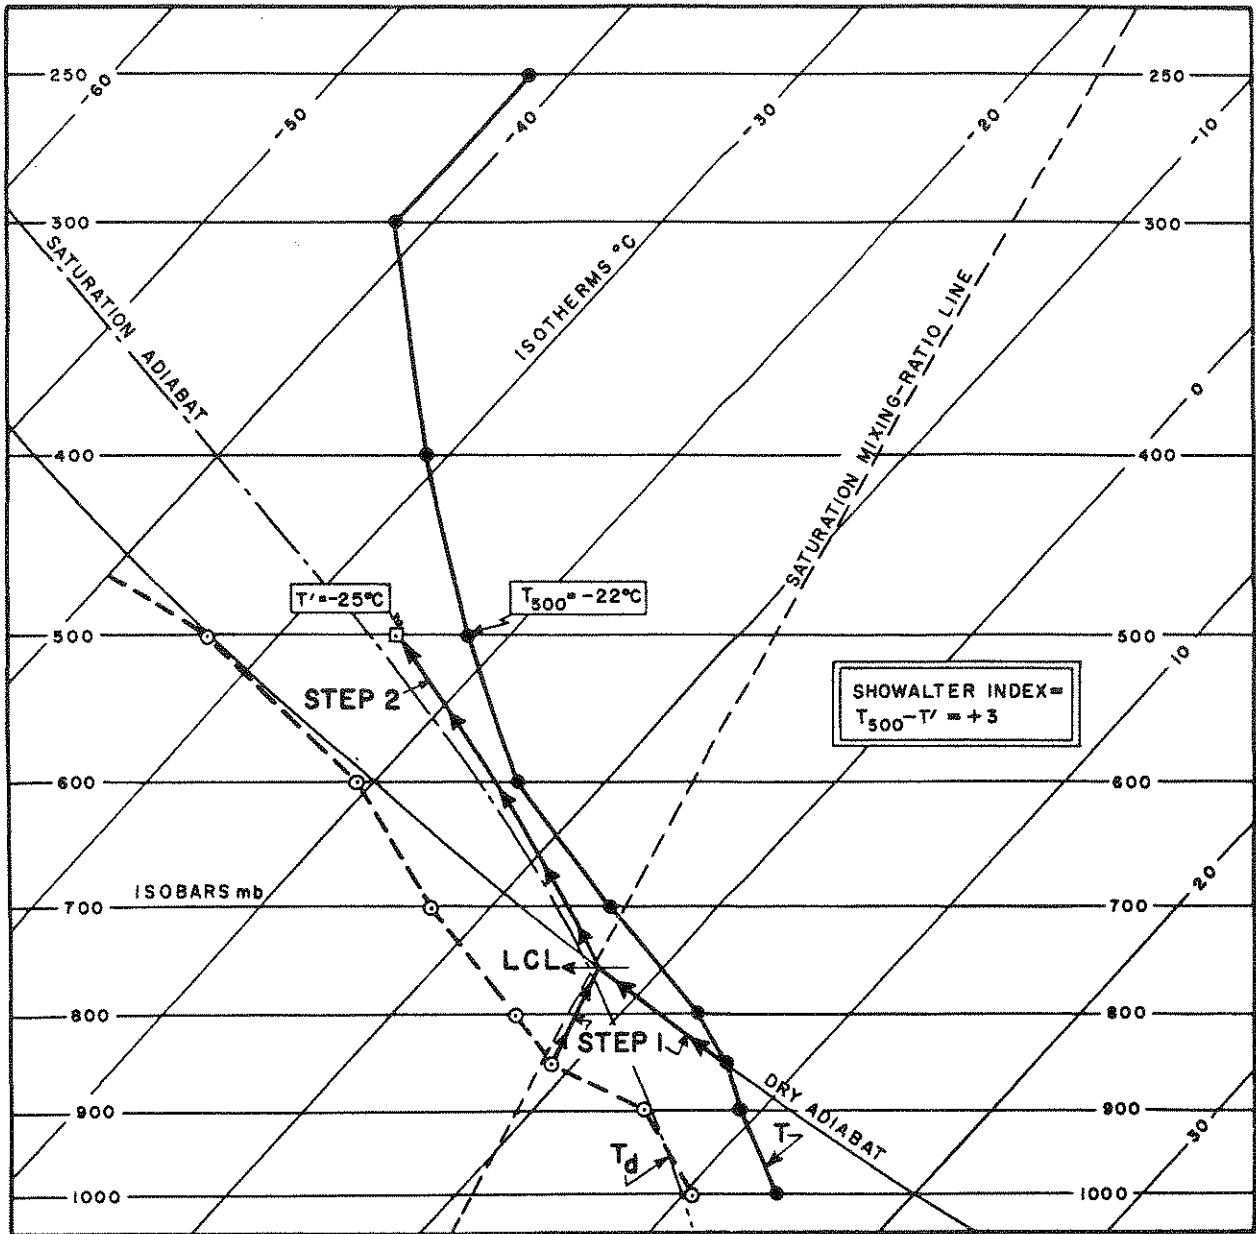 250
-60
-50
-40
-30
-20
-10
250
300
300
SATURATION ADIABAT
ISOTHERMS °C
SATURATION MIXING-RATIO LINE
0
400
400
T'=-25°C
T500=-22°C
500
500
10
STEP 2
SHOWALTER INDEX=
T500-T' = +3
600
600
ISOBARS mb
700
700
20
LCL
800
STEP 1
800
DRY ADIABAT
900
900
30
Td
T
1000
1000